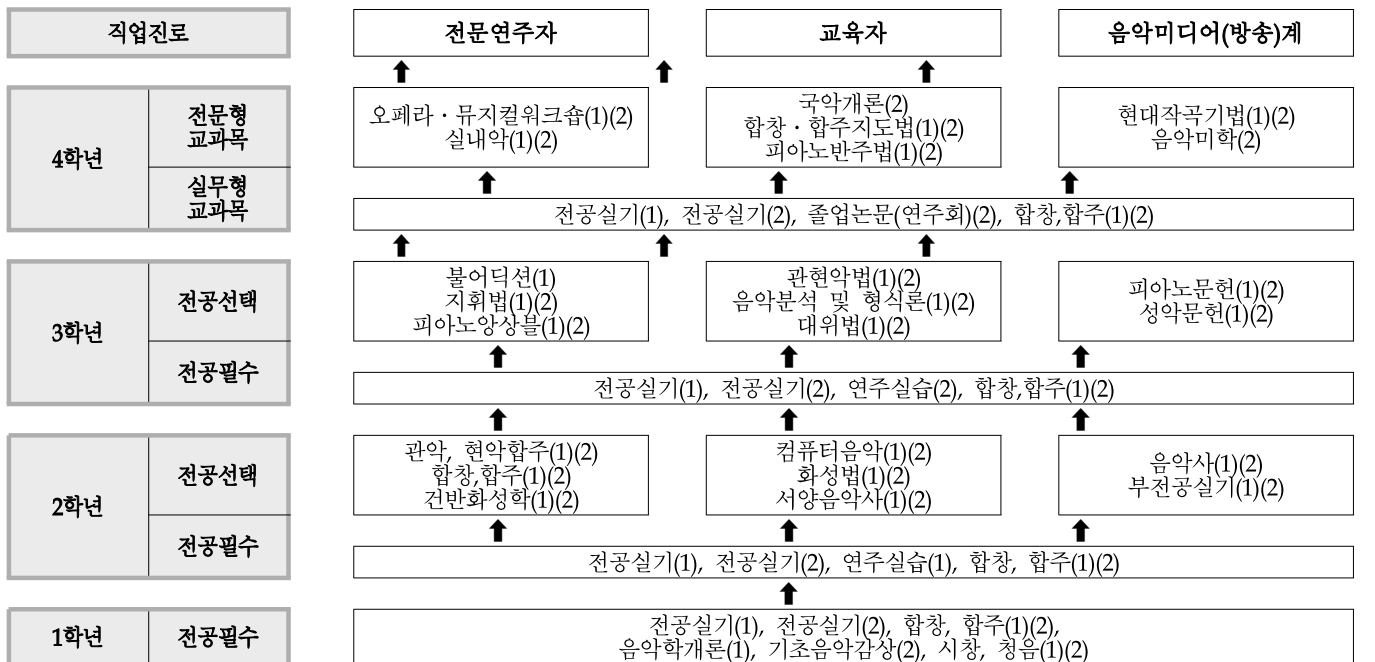 직업진로
전문연주자
교육자
음악미디어(방송)계
4학년
전문형
교과목
오페라 · 뮤지컬워크숍(1)(2)
실내악(1)(2)
국악개론(2)
합창 · 합주지도법(1)(2)
피아노반주법(1)(2)
현대작곡기법(1)(2)
음악미학(2)
실무형
교과목
전공실기(1), 전공실기(2), 졸업논문(연주회)(2), 합창,합주(1)(2)
3학년
전공선택
불어딕션(1)
지휘법(1)(2)
피아노앙상블(1)(2)
관현악법(1)(2)
음악분석 및 형식론(1)(2)
대위법(1)(2)
피아노문헌(1)(2)
성악문헌(1)(2)
전공필수
전공실기(1), 전공실기(2), 연주실습(2), 합창,합주(1)(2)
2학년
전공선택
관악, 현악합주(1)(2)
합창,합주(1)(2)
건반화성학(1)(2)
컴퓨터음악(1)(2)
화성법(1)(2)
서양음악사(1)(2)
음악사(1)(2)
부전공실기(1)(2)
전공필수
전공실기(1), 전공실기(2), 연주실습(1), 합창, 합주(1)(2)
1학년
전공필수
전공실기(1), 전공실기(2), 합창, 합주(1)(2),
음악학개론(1), 기초음악감상(2), 시창, 청음(1)(2)